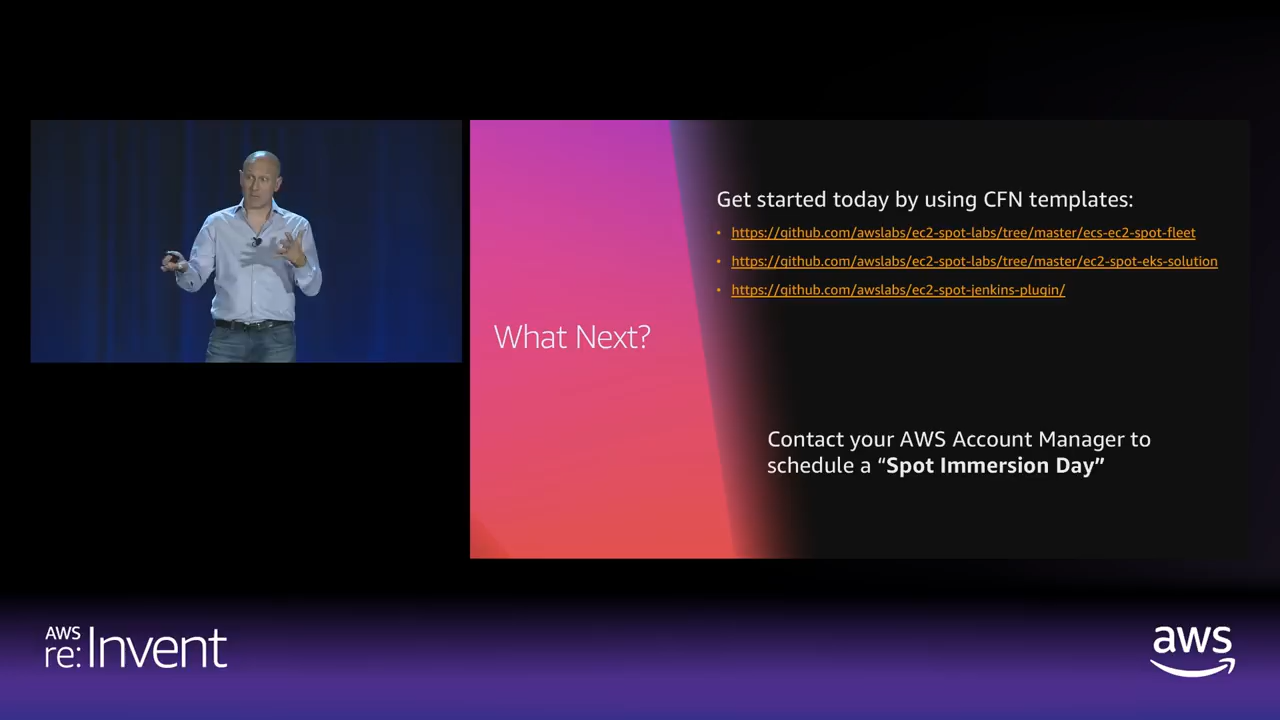 Get started today by using CFN templates:
• https://github.com/awslabs/ec2-spot-labs/tree/master/ecs-ec2-spot-fleet
• https://github.com/awslabs/ec2-spot-labs/tree/master/ec2-spot-eks-solution
• https://github.com/awslabs/ec2-spot-jenkins-plugin/
What Next?
Contact your AWS Account Manager to
schedule a “Spot Immersion Day”
AWS
re:Invent
aws